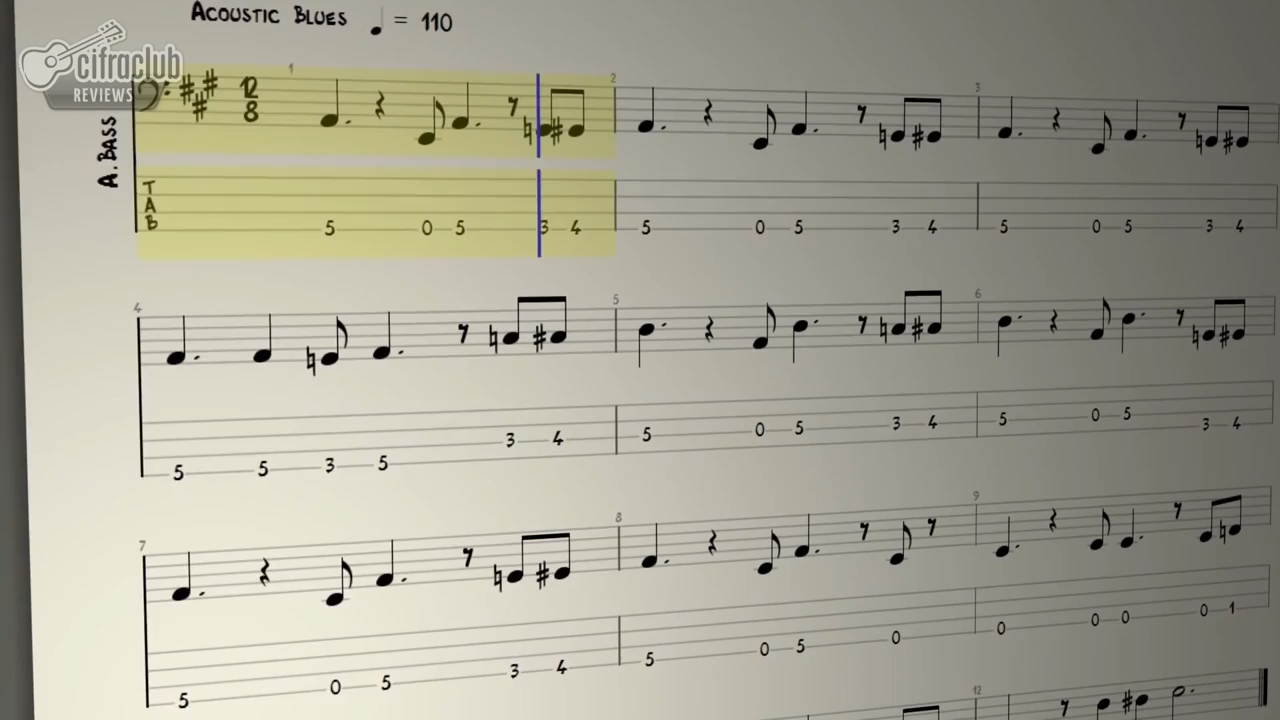 ACOUSTIC BLUES ♩ = 110
cifraclub
REVIEWS
A. BASS
1 2 3
12
8
T
A
B
5 0 5 3 4 5 0 5 3 4 5 0 5 3 4
4 5 6
5 5 3 5 3 4 5 0 5 3 4 5 0 5 3 4
7 8 9
5 0 5 3 4 5 0 5 0 0 0 0 0 1
12